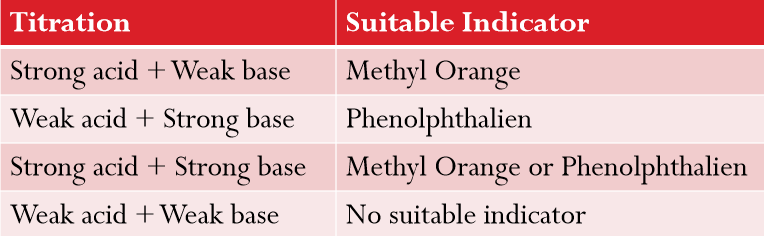 Titration Suitable Indicator
Strong acid + Weak base Methyl Orange
Weak acid + Strong base Phenolphthalien
Strong acid + Strong base Methyl Orange or Phenolphthalien
Weak acid + Weak base No suitable indicator